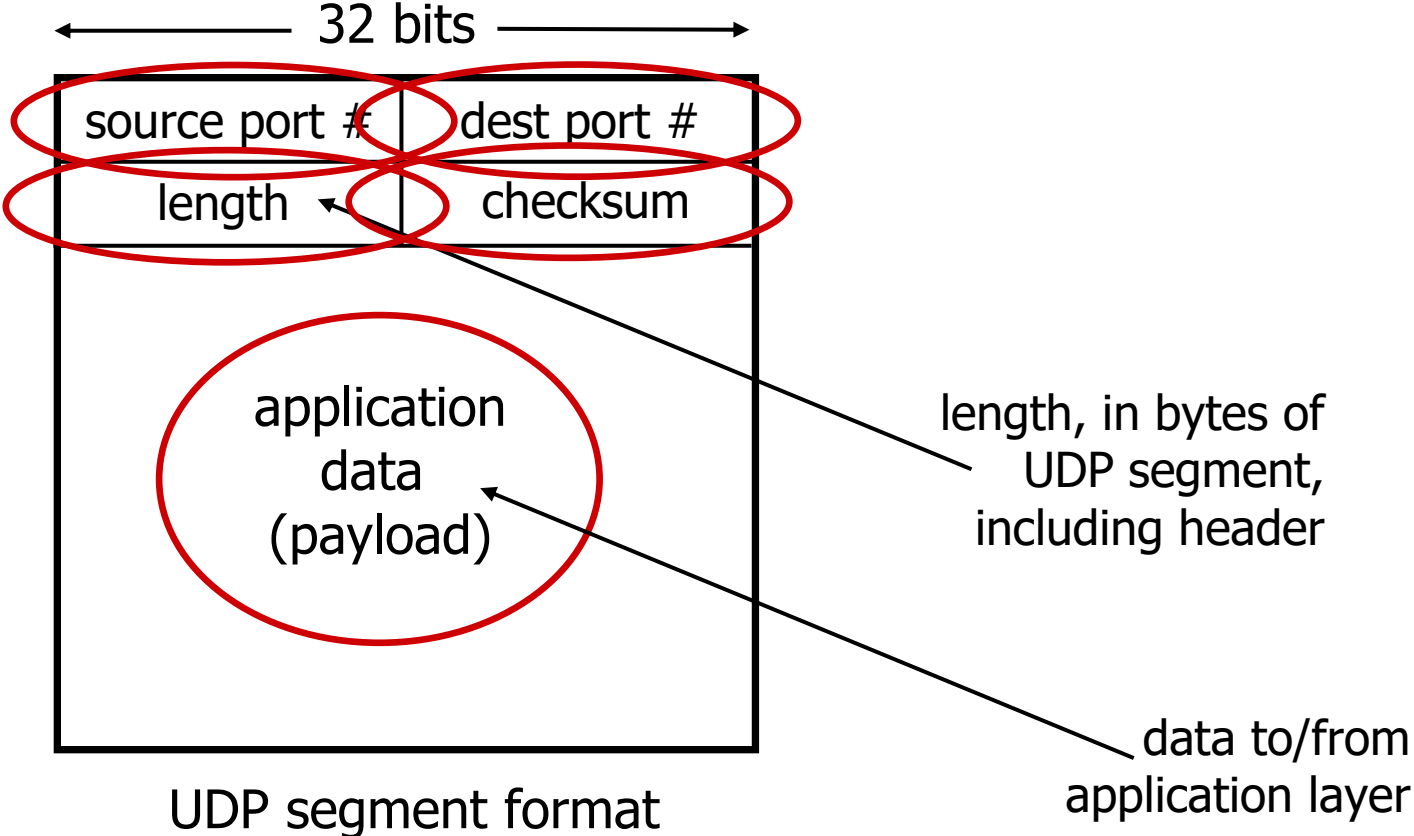 32 bits
source port #
dest port #
length
checksum
application
data
(payload)
length, in bytes of
UDP segment,
including header
data to/from
application layer
UDP segment format